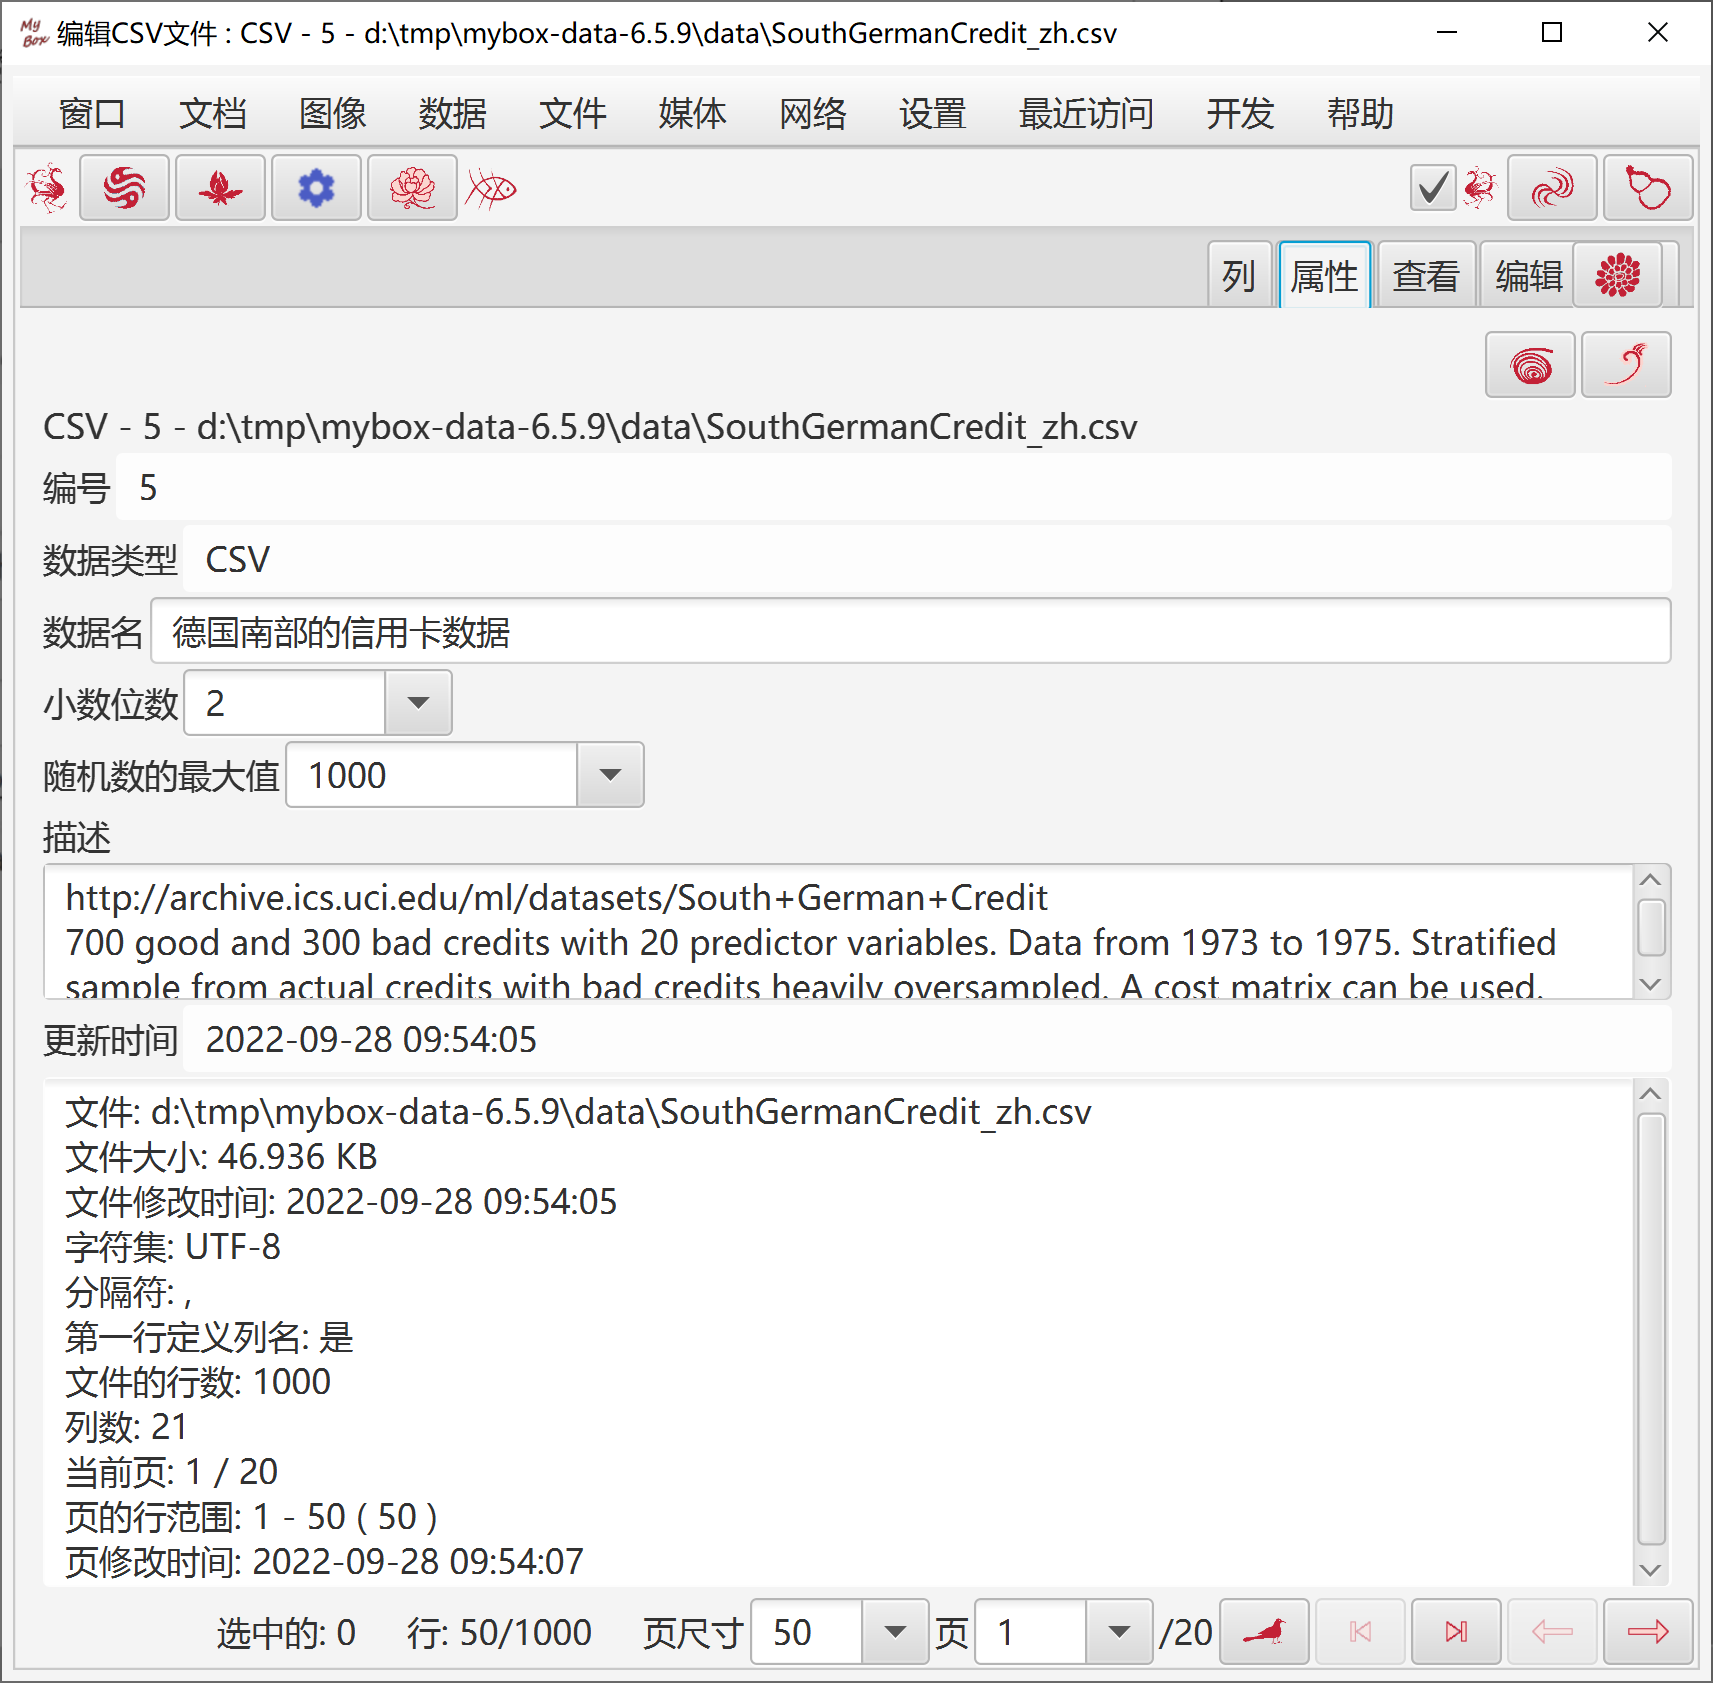 My Box 编辑CSV文件 : CSV - 5 - d:\tmp\mybox-data-6.5.9\data\SouthGermanCredit_zh.csv
窗口 文档 图像 数据 文件 媒体 网络 设置 最近访问 开发 帮助
列 属性 查看 编辑
CSV - 5 - d:\tmp\mybox-data-6.5.9\data\SouthGermanCredit_zh.csv
编号 5
数据类型 CSV
数据名 德国南部的信用卡数据
小数位数 2
随机数的最大值 1000
描述
http://archive.ics.uci.edu/ml/datasets/South+German+Credit
700 good and 300 bad credits with 20 predictor variables. Data from 1973 to 1975. Stratified
sample from actual credits with bad credits heavily oversampled. A cost matrix can be used.
更新时间 2022-09-28 09:54:05
文件: d:\tmp\mybox-data-6.5.9\data\SouthGermanCredit_zh.csv
文件大小: 46.936 KB
文件修改时间: 2022-09-28 09:54:05
字符集: UTF-8
分隔符: ,
第一行定义列名: 是
文件的行数: 1000
列数: 21
当前页: 1 / 20
页的行范围: 1 - 50 ( 50 )
页修改时间: 2022-09-28 09:54:07
选中的: 0 行: 50/1000 页尺寸 50 页 1 /20